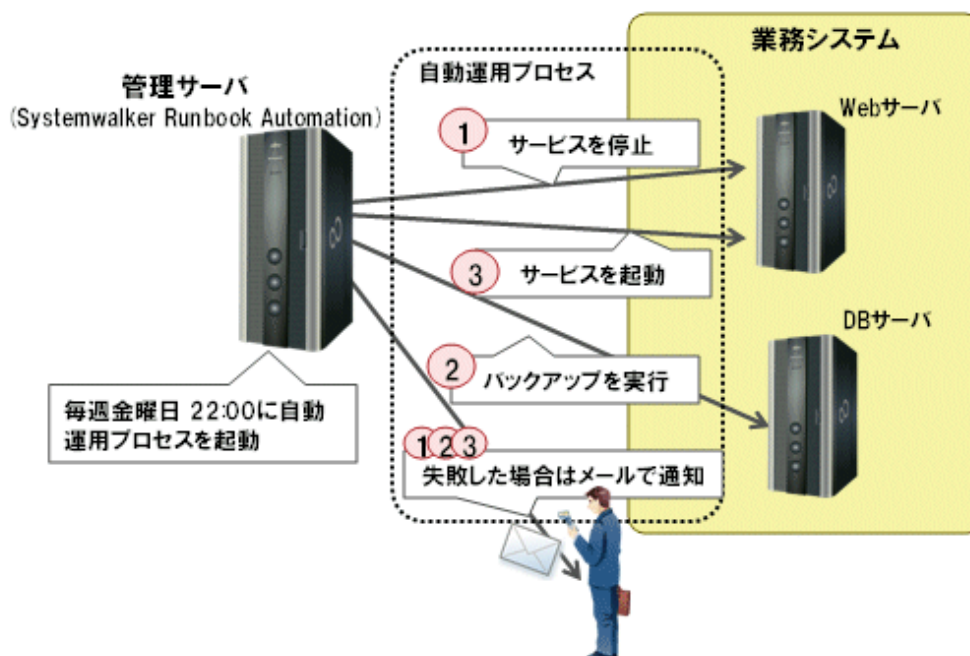 業務システム
自動運用プロセス
管理サーバ
(Systemwalker Runbook Automation)
Webサーバ
1
サービスを停止
3
サービスを起動
DBサーバ
2
バックアップを実行
毎週金曜日 22:00に自動
運用プロセスを起動
1 2 3
失敗した場合はメールで通知